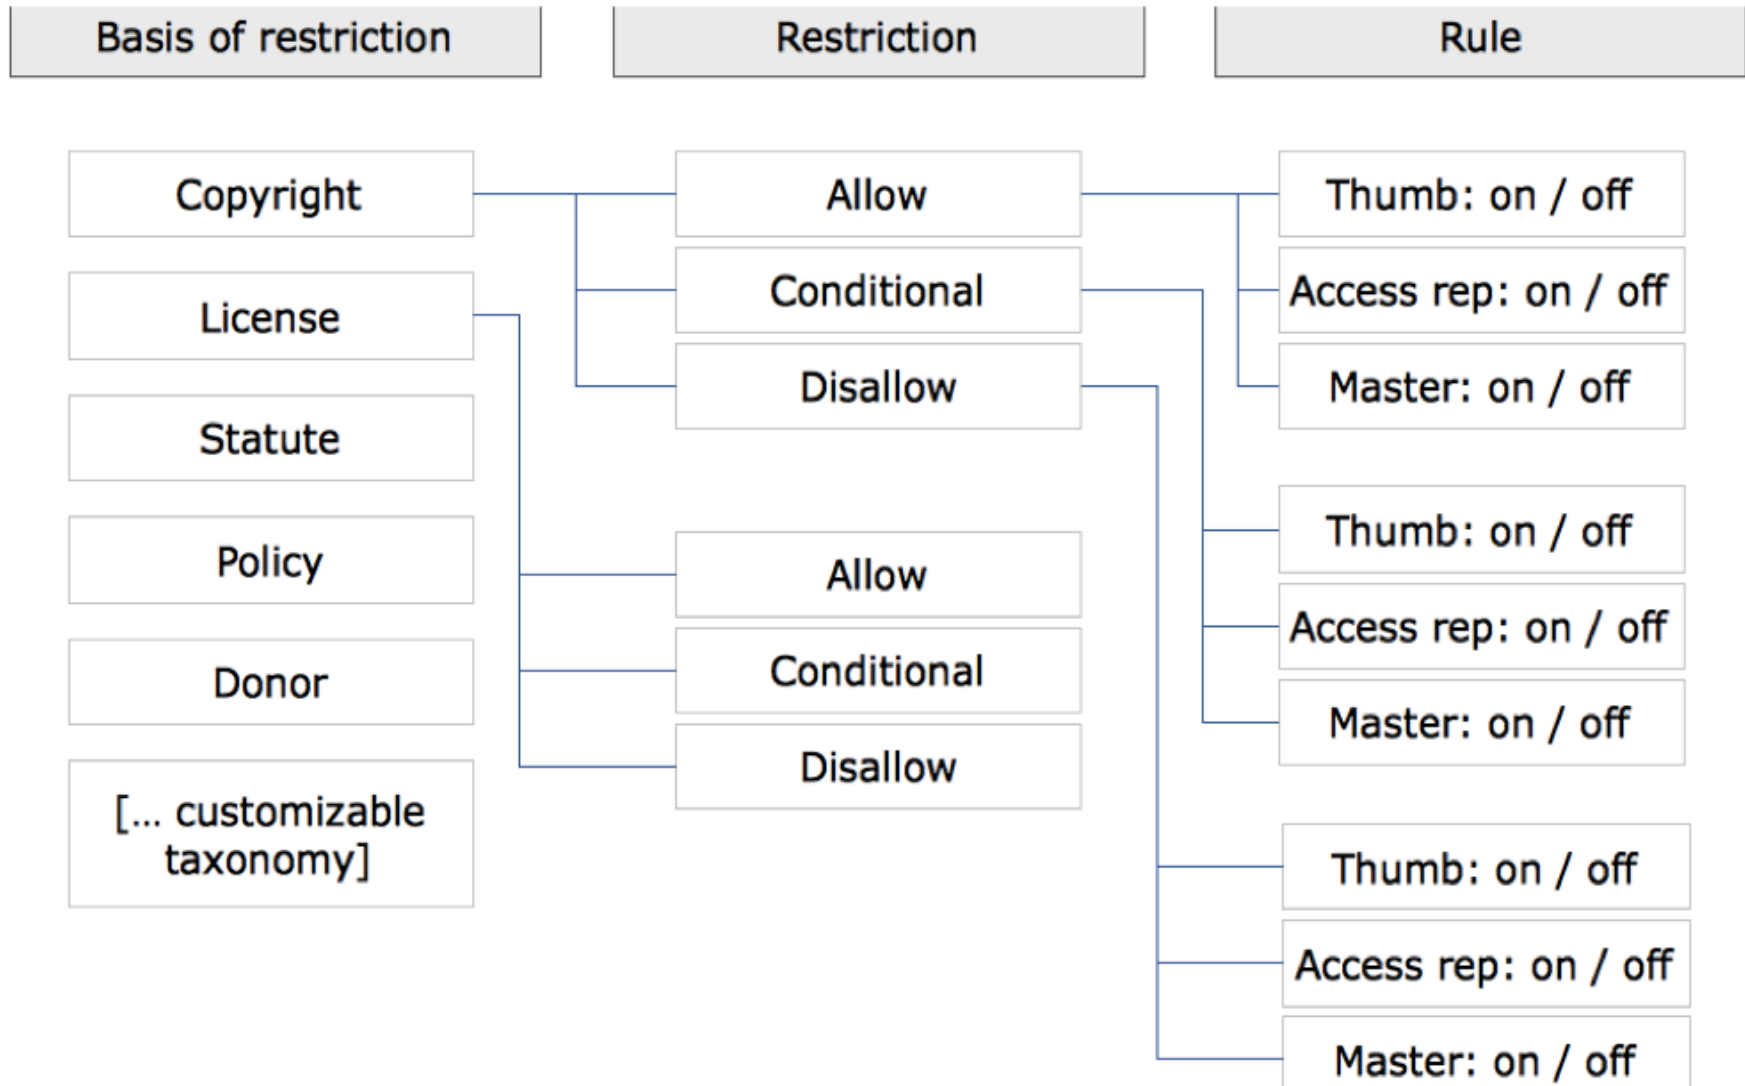 Basis of restriction
Restriction
Rule
Copyright
License
Statute
Policy
Donor
[... customizable
taxonomy]
Allow
Conditional
Disallow
Allow
Conditional
Disallow
Thumb: on / off
Access rep: on / off
Master: on / off
Thumb: on / off
Access rep: on / off
Master: on / off
Thumb: on / off
Access rep: on / off
Master: on / off